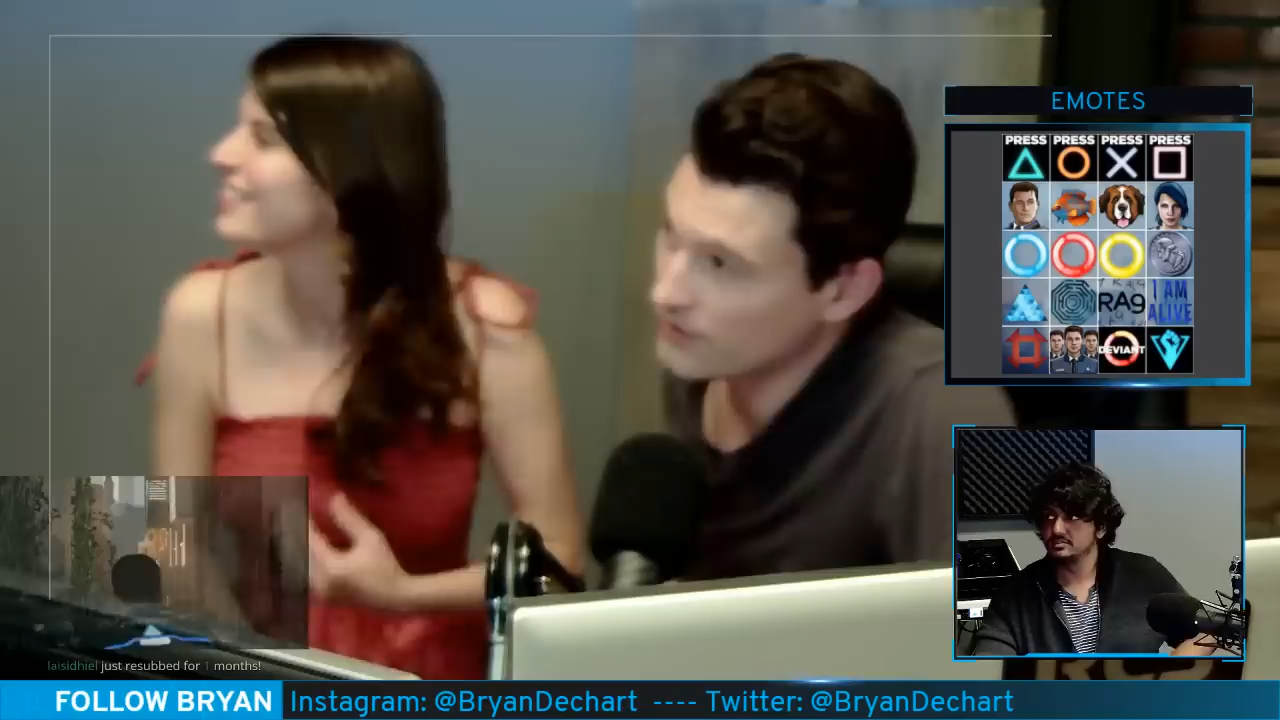 EMOTES
PRESS PRESS PRESS PRESS
RA9
I AM
ALIVE
DEVIANT
laisidhiel just resubbed for 1 months!
FOLLOW BRYAN
Instagram: @BryanDechart ---- Twitter: @BryanDechart